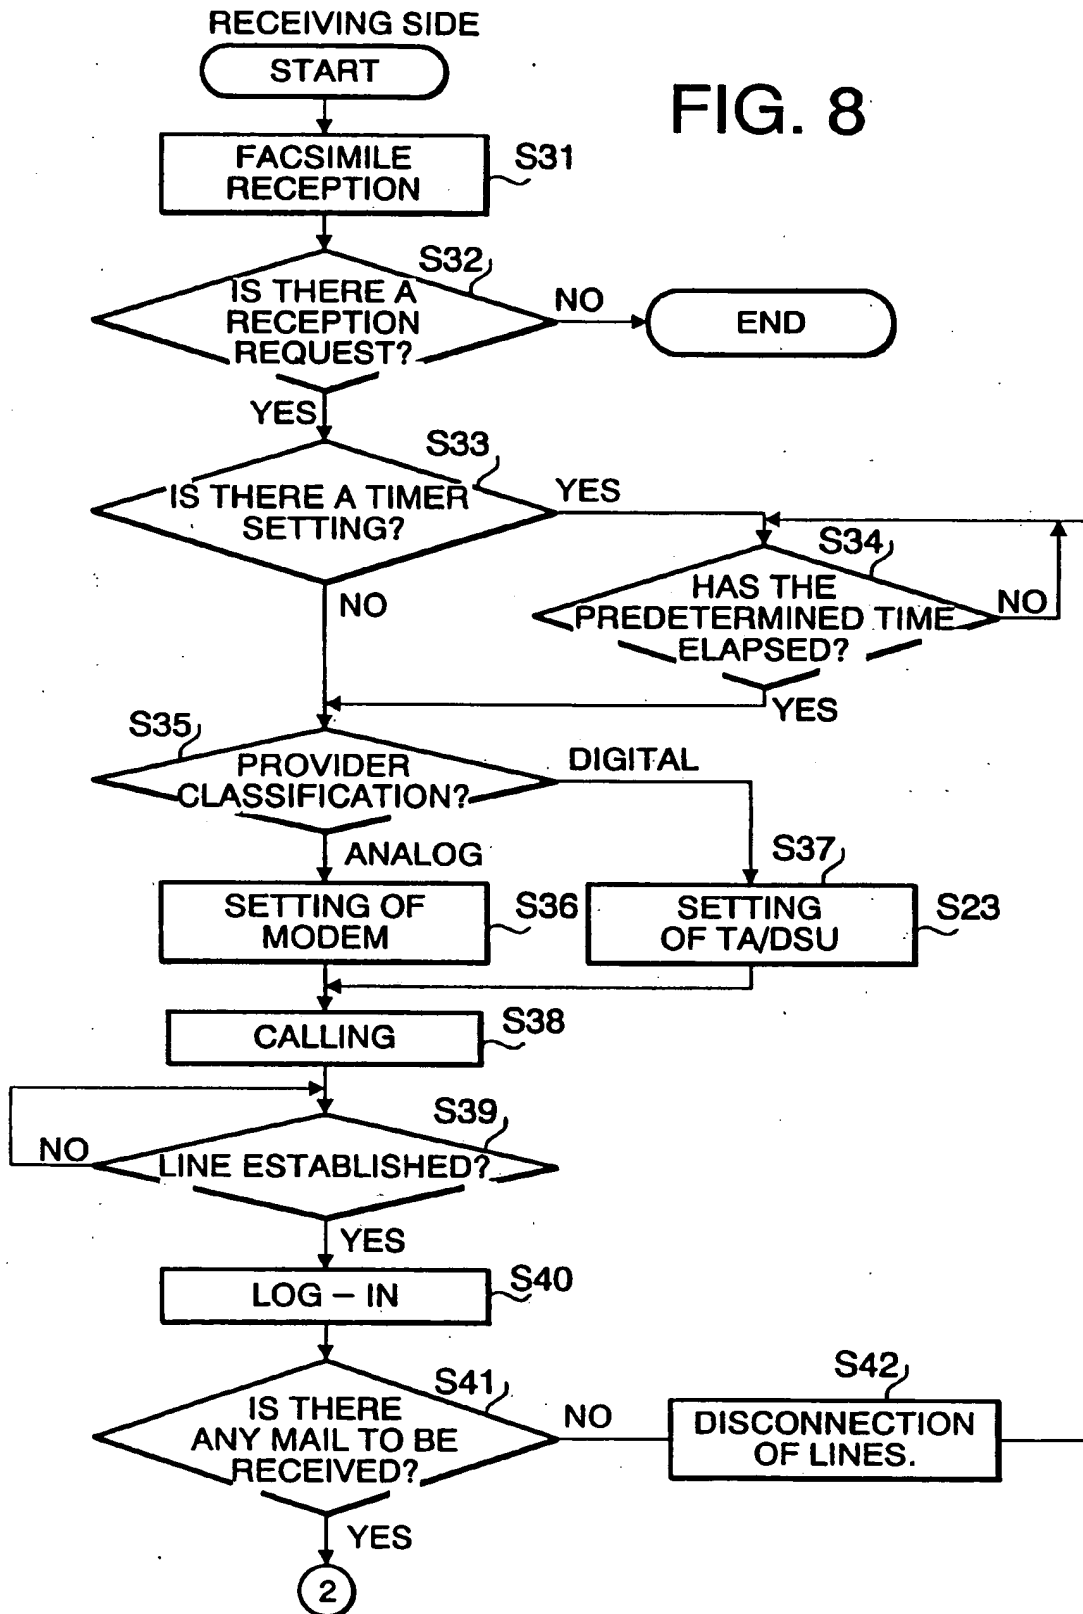 RECEIVING SIDE
START
FIG. 8
FACSIMILE
RECEPTION
S31
S32
IS THERE A
RECEPTION
REQUEST?
NO
END
YES
S33
IS THERE A TIMER
SETTING?
YES
S34
HAS THE
PREDETERMINED TIME
ELAPSED?
NO
NO
YES
S35
PROVIDER
CLASSIFICATION?
DIGITAL
ANALOG
S37
SETTING OF
MODEM
S36
SETTING
OF TA/DSU
S23
CALLING
S38
S39
NO
LINE ESTABLISHED?
YES
LOG – IN
S40
S41
IS THERE
ANY MAIL TO BE
RECEIVED?
NO
S42
DISCONNECTION
OF LINES.
YES
2